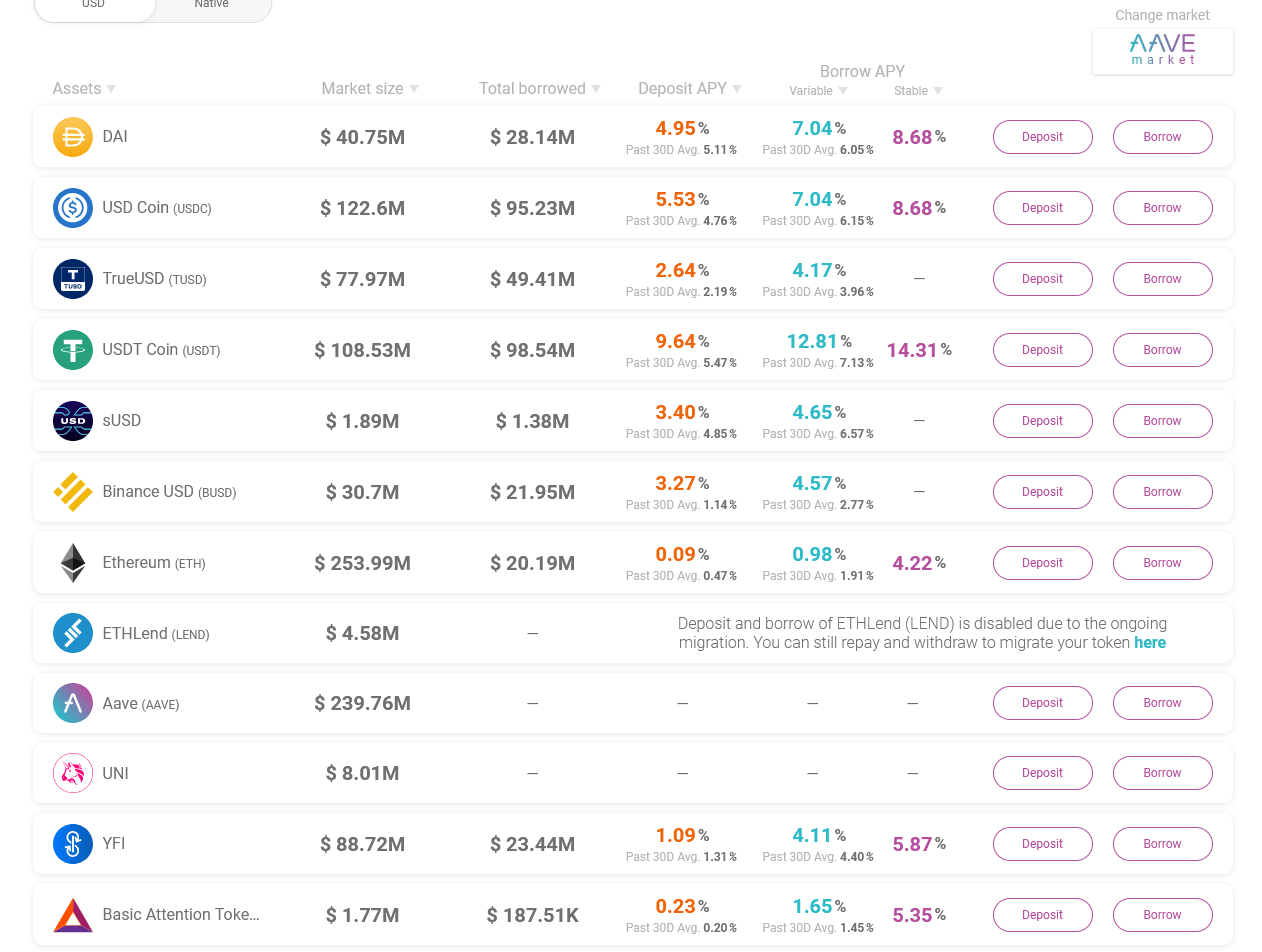 USD Native
Change market
AAVE
market
Borrow APY
Assets Market size Total borrowed Deposit APY Variable Stable
DAI $ 40.75M $ 28.14M 4.95 % 7.04 % 8.68 % Deposit Borrow
Past 30D Avg. 5.11 % Past 30D Avg. 6.05 %
USD Coin (USDC) $ 122.6M $ 95.23M 5.53 % 7.04 % 8.68 % Deposit Borrow
Past 30D Avg. 4.76 % Past 30D Avg. 6.15 %
T
TUSD
TrueUSD (TUSD) $ 77.97M $ 49.41M 2.64 % 4.17 % — Deposit Borrow
Past 30D Avg. 2.19 % Past 30D Avg. 3.96 %
USDT Coin (USDT) $ 108.53M $ 98.54M 9.64 % 12.81 % 14.31 % Deposit Borrow
Past 30D Avg. 5.47 % Past 30D Avg. 7.13 %
USD
sUSD $ 1.89M $ 1.38M 3.40 % 4.65 % — Deposit Borrow
Past 30D Avg. 4.85 % Past 30D Avg. 6.57 %
Binance USD (BUSD) $ 30.7M $ 21.95M 3.27 % 4.57 % — Deposit Borrow
Past 30D Avg. 1.14 % Past 30D Avg. 2.77 %
Ethereum (ETH) $ 253.99M $ 20.19M 0.09 % 0.98 % 4.22 % Deposit Borrow
Past 30D Avg. 0.47 % Past 30D Avg. 1.91 %
ETHLend (LEND) $ 4.58M — Deposit and borrow of ETHLend (LEND) is disabled due to the ongoing
migration. You can still repay and withdraw to migrate your token here
Aave (AAVE) $ 239.76M — — — — Deposit Borrow
UNI $ 8.01M — — — — Deposit Borrow
YFI $ 88.72M $ 23.44M 1.09 % 4.11 % 5.87 % Deposit Borrow
Past 30D Avg. 1.31 % Past 30D Avg. 4.40 %
Basic Attention Toke… $ 1.77M $ 187.51K 0.23 % 1.65 % 5.35 % Deposit Borrow
Past 30D Avg. 0.20 % Past 30D Avg. 1.45 %